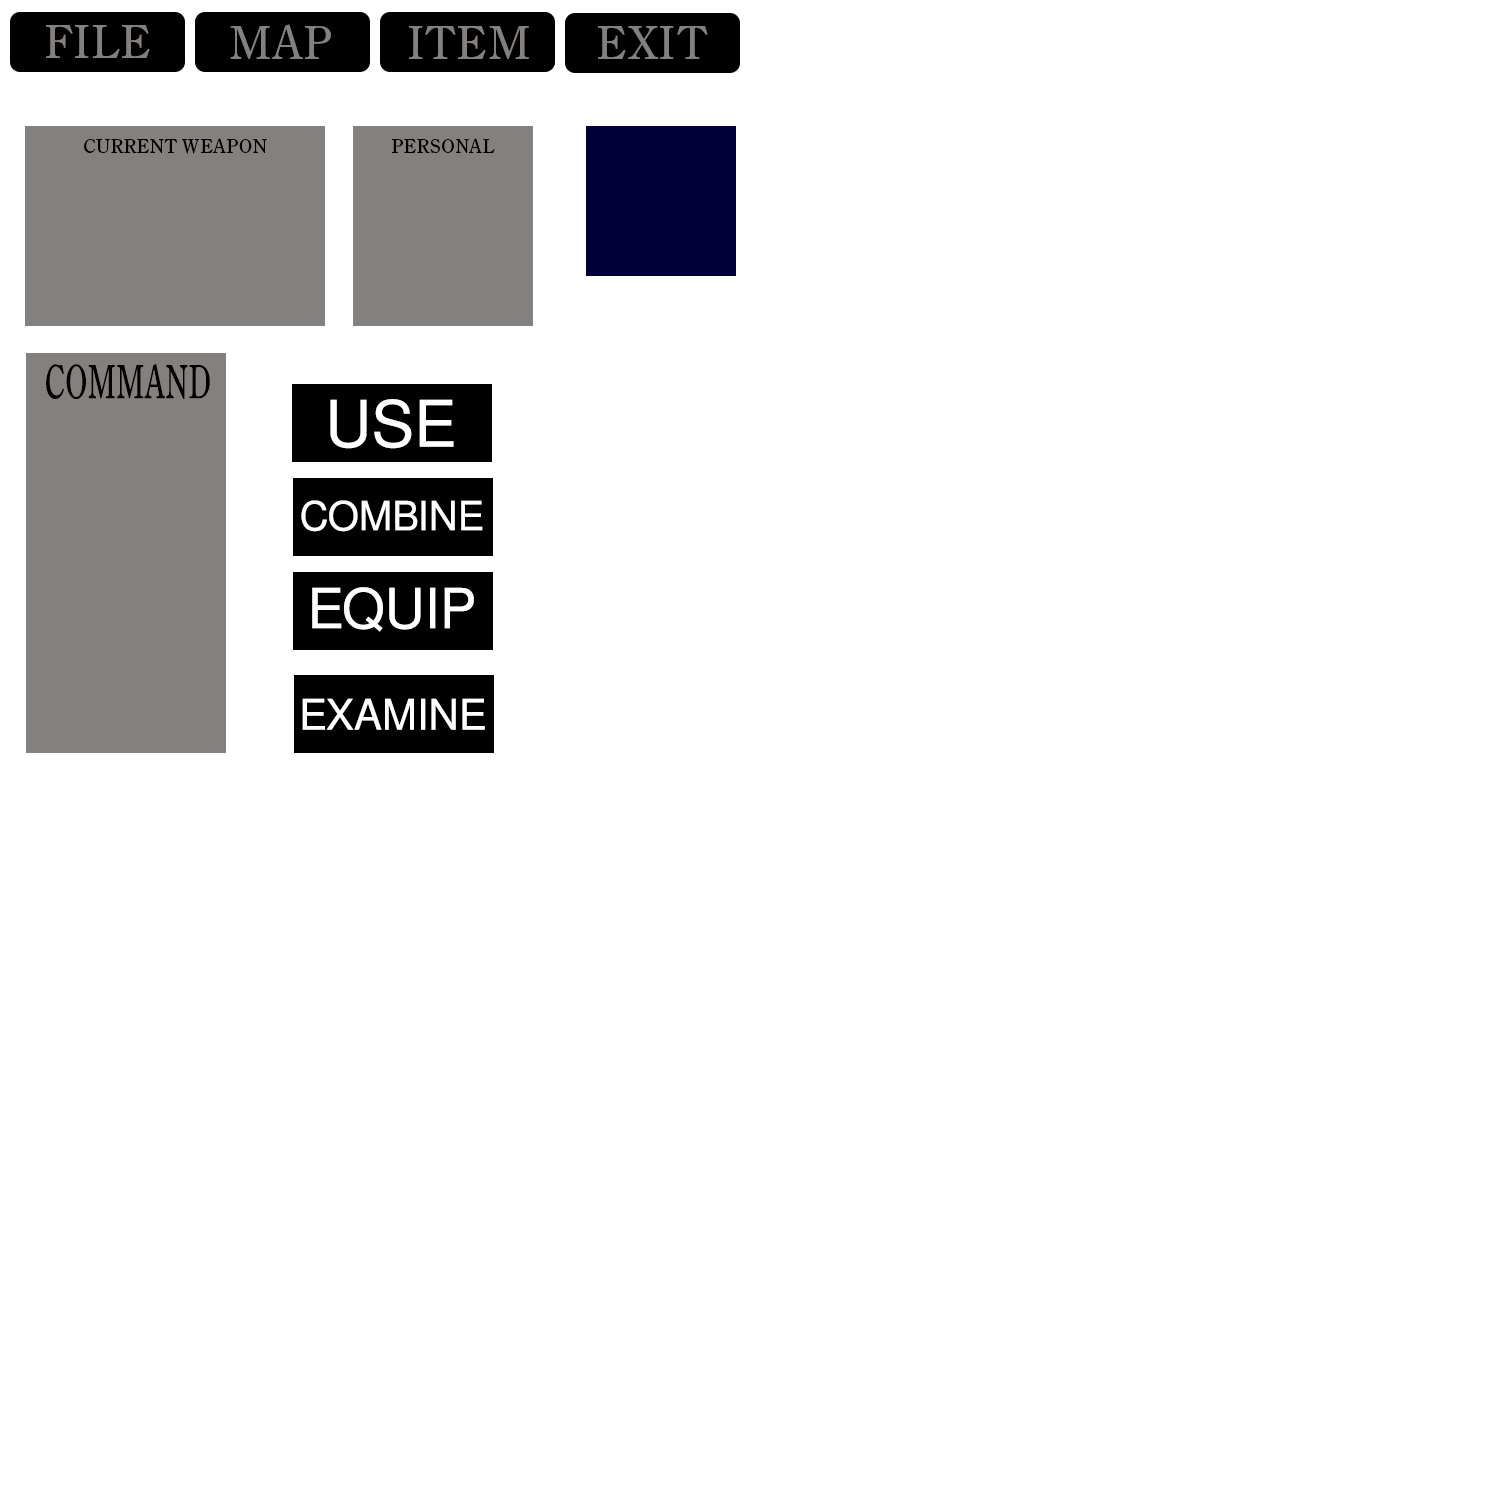 FILE
MAP
ITEM
EXIT
CURRENT WEAPON
PERSONAL
COMMAND
USE
COMBINE
EQUIP
EXAMINE